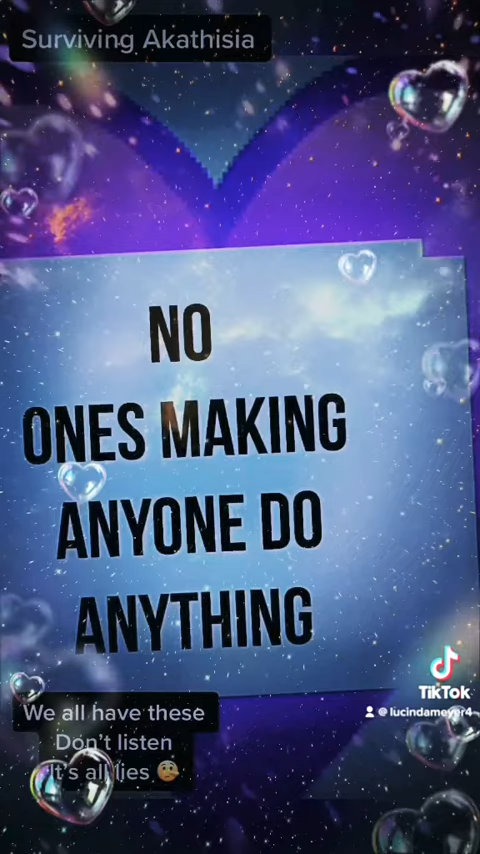 Surviving Akathisia
NO
ONES MAKING
ANYONE DO
ANYTHING
We all have these
Don't listen
It's all lies 🤥
TikTok
@lucindameyer4